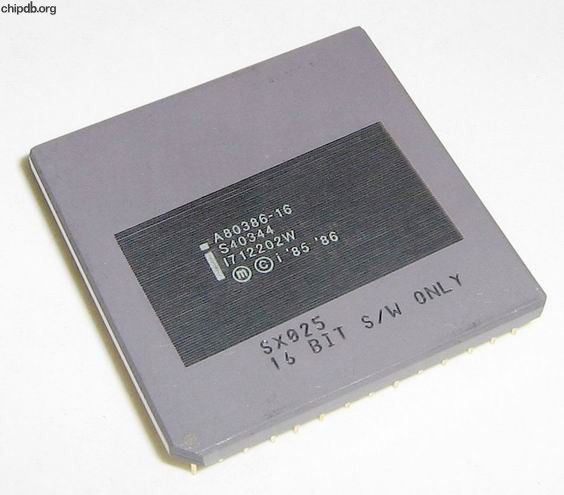 chipdb.org
A80386-16
S40344
i
I712202W
m © i '85 '86
SX025
16 BIT S/W ONLY